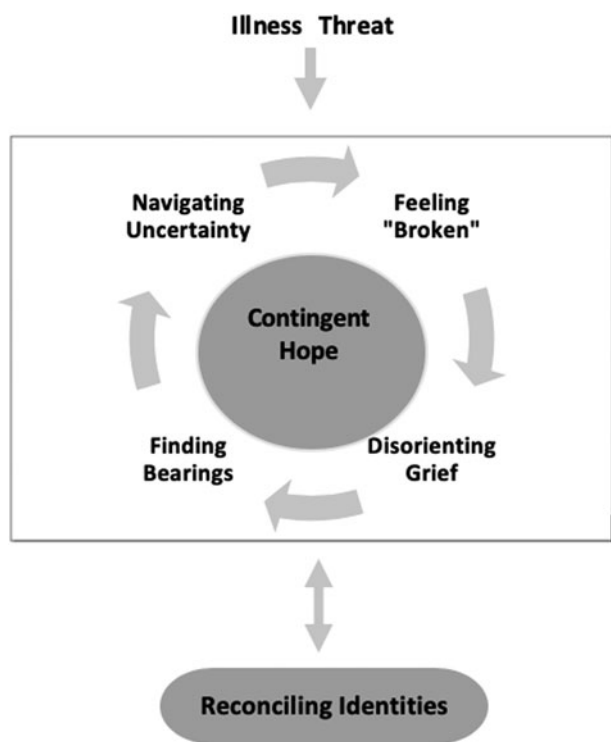 Illness Threat
Navigating
Uncertainty
Feeling
"Broken"
Contingent
Hope
Finding
Bearings
Disorienting
Grief
Reconciling Identities